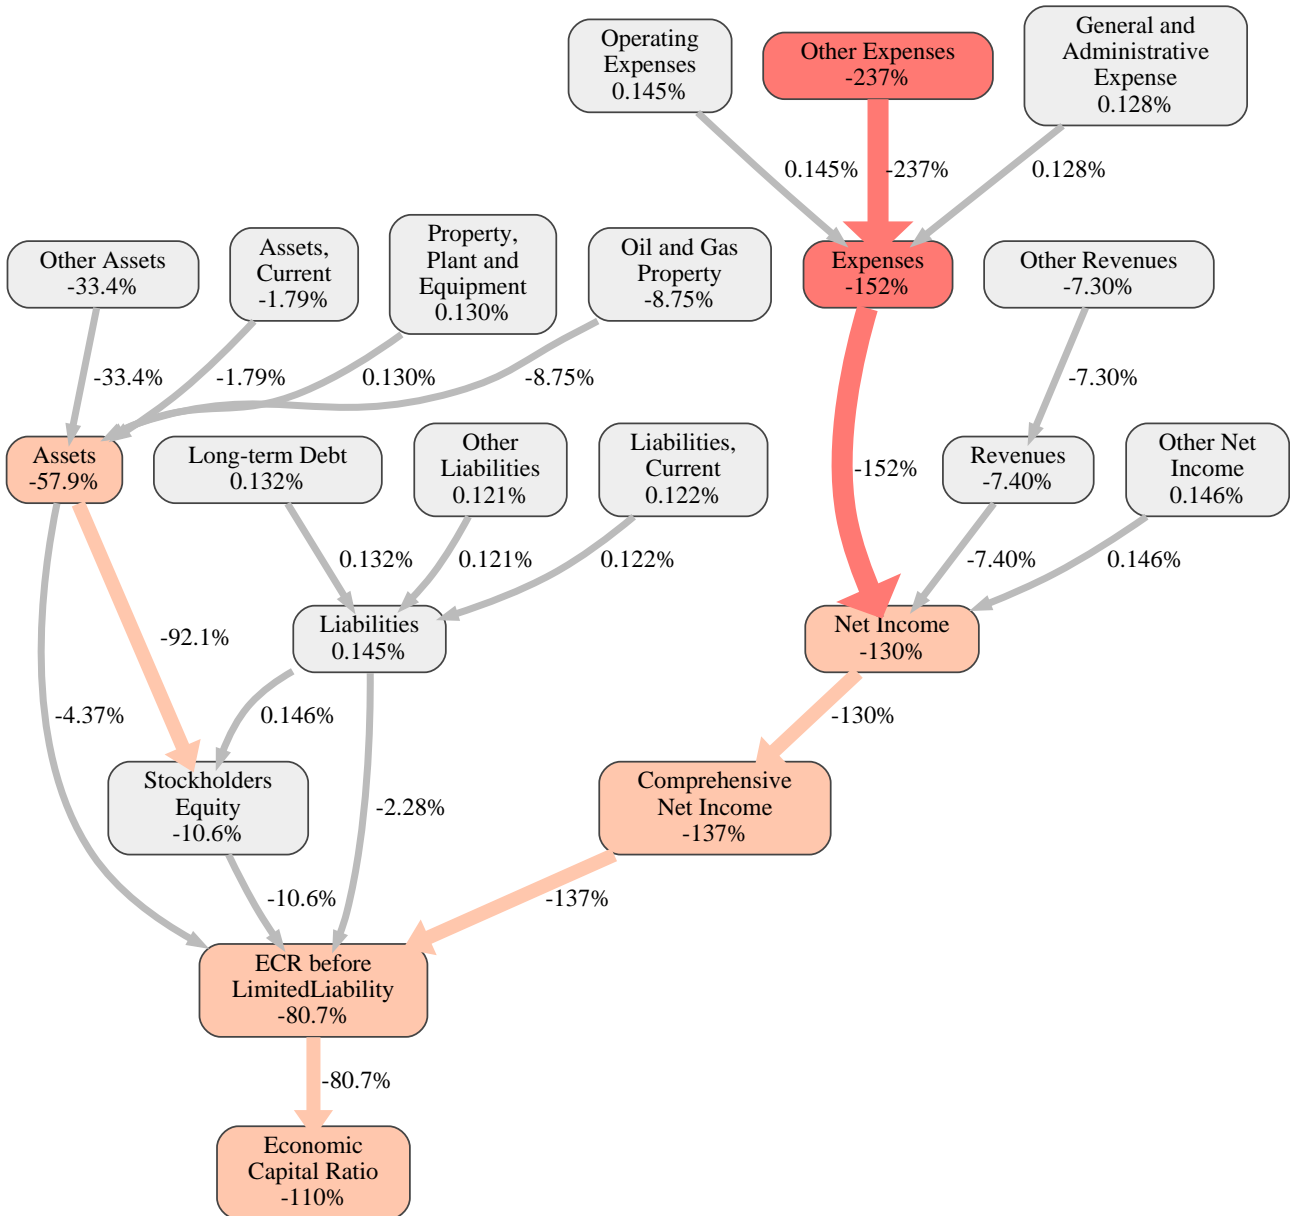 Operating
Expenses
0.145%
Other Expenses
-237%
General and
Administrative
Expense
0.128%
0.145%
-237%
0.128%
Other Assets
-33.4%
Assets,
Current
-1.79%
Property,
Plant and
Equipment
0.130%
Oil and Gas
Property
-8.75%
Expenses
-152%
Other Revenues
-7.30%
-33.4%
-1.79%
0.130%
-8.75%
-7.30%
Assets
-57.9%
Long-term Debt
0.132%
Other
Liabilities
0.121%
Liabilities,
Current
0.122%
-152%
Revenues
-7.40%
Other Net
Income
0.146%
0.132%
0.121%
0.122%
-7.40%
0.146%
-92.1%
Liabilities
0.145%
Net Income
-130%
-4.37%
0.146%
-130%
Stockholders
Equity
-10.6%
-2.28%
Comprehensive
Net Income
-137%
-10.6%
-137%
ECR before
LimitedLiability
-80.7%
-80.7%
Economic
Capital Ratio
-110%